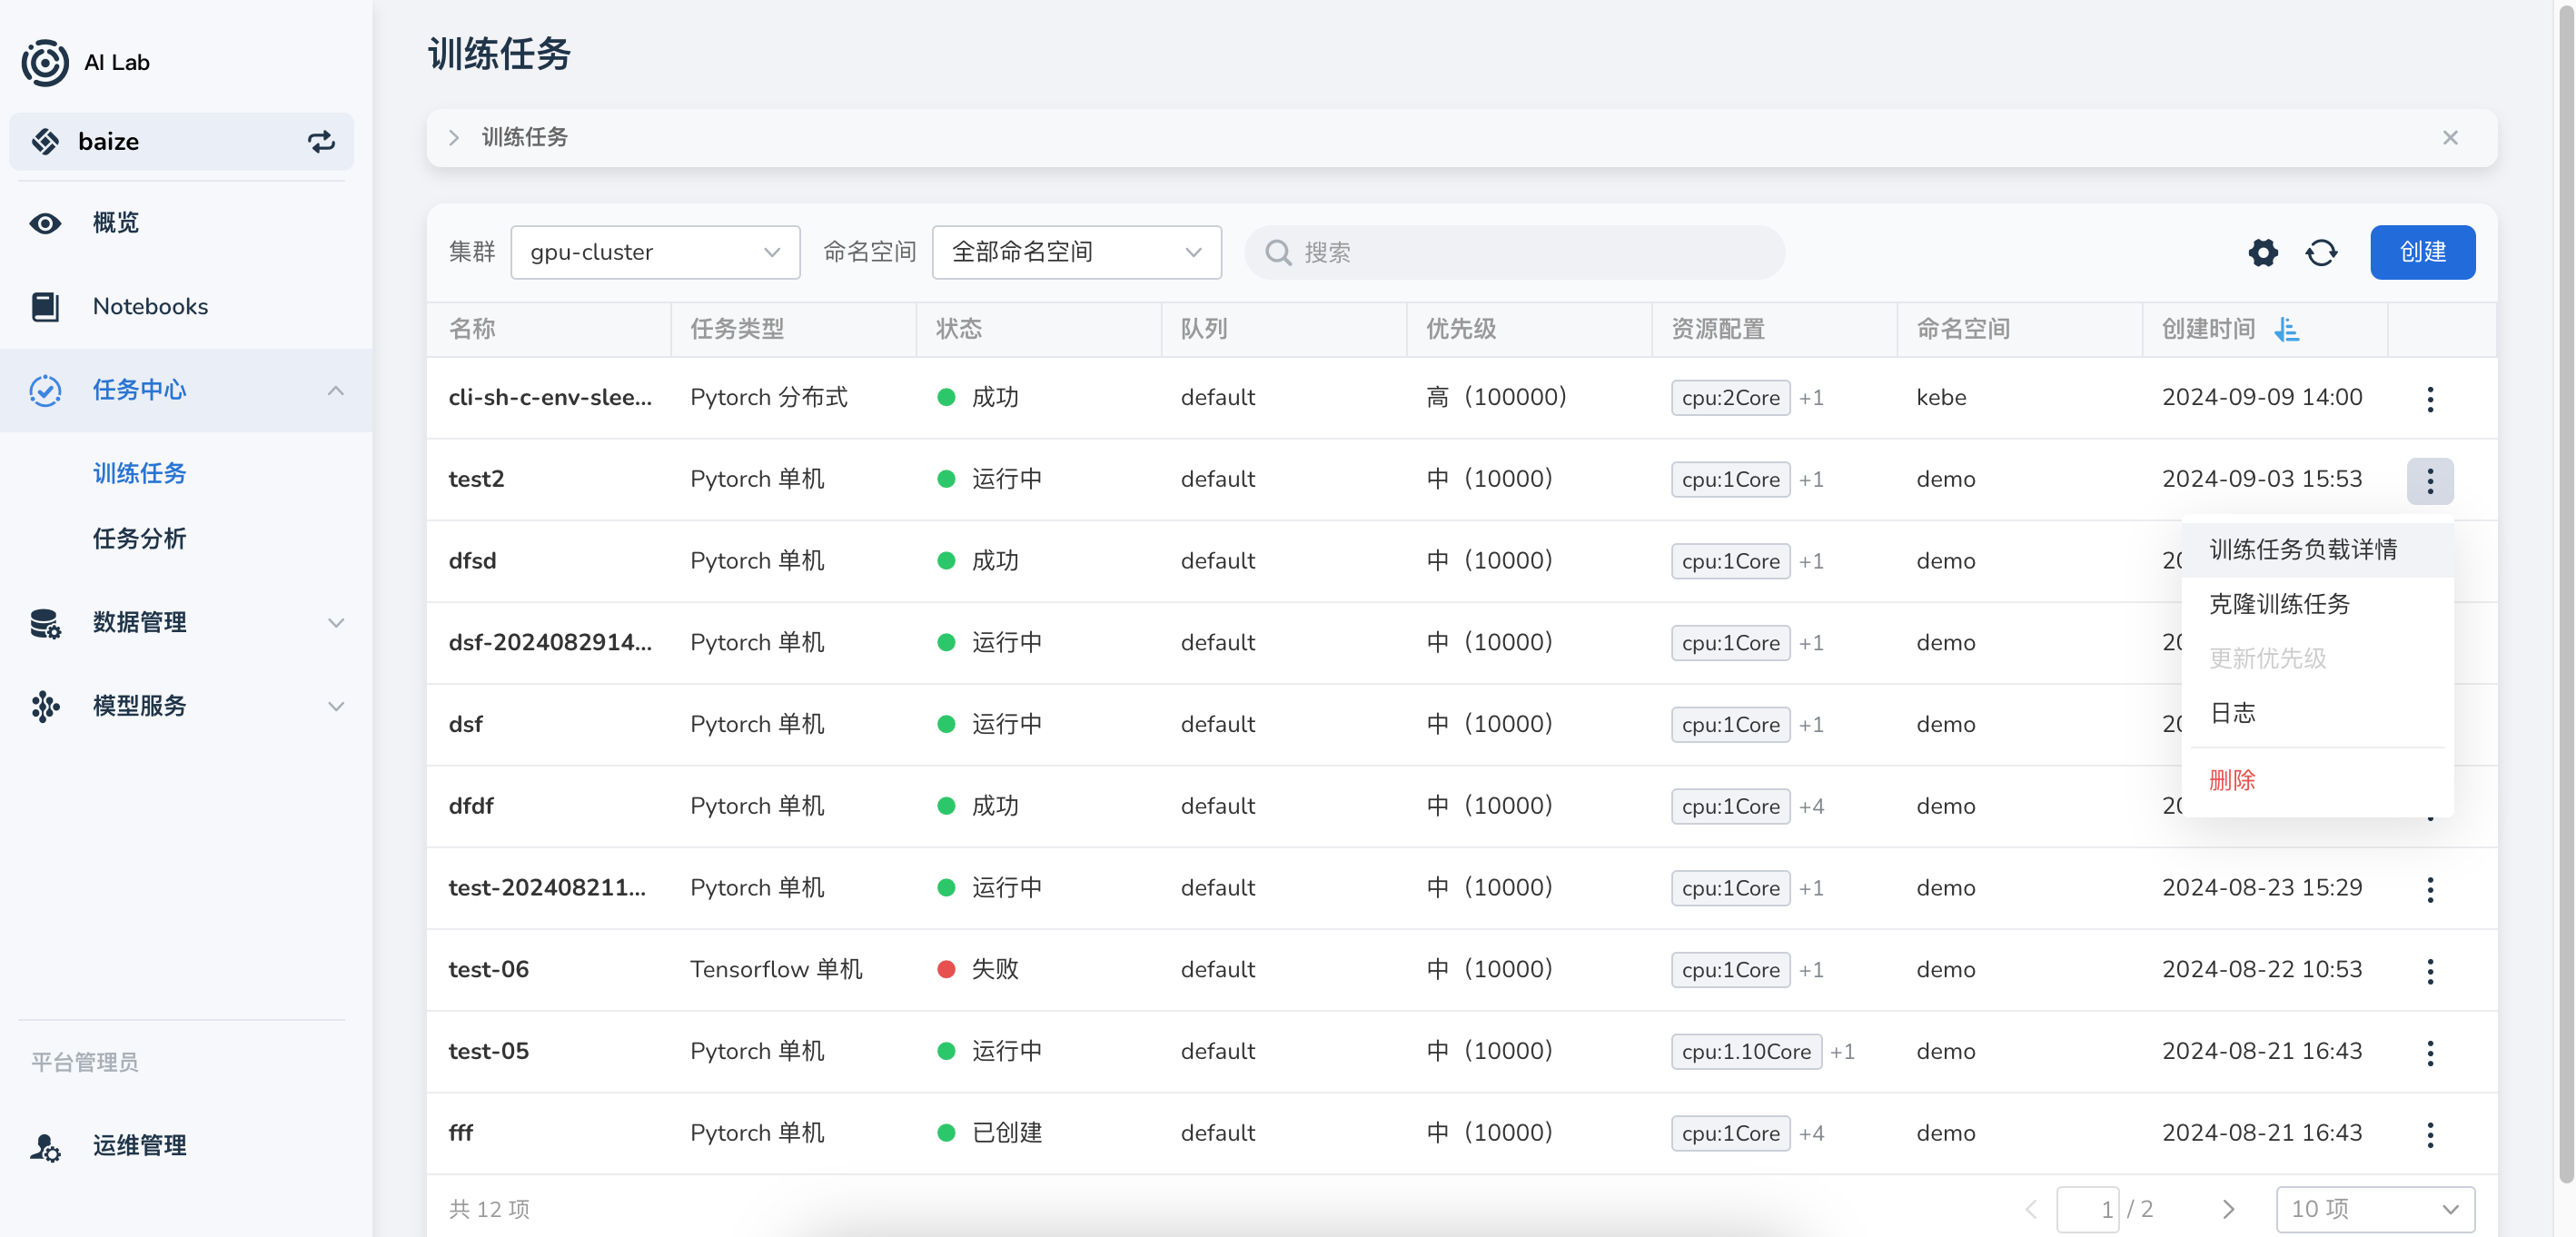 AI Lab
baize
概览
Notebooks
任务中心
训练任务
任务分析
数据管理
模型服务
平台管理员
运维管理
训练任务
训练任务
集群 gpu-cluster 命名空间 全部命名空间 搜索 创建
名称 任务类型 状态 队列 优先级 资源配置 命名空间 创建时间
cli-sh-c-env-slee... Pytorch 分布式 成功 default 高（100000） cpu:2Core +1 kebe 2024-09-09 14:00
test2 Pytorch 单机 运行中 default 中（10000） cpu:1Core +1 demo 2024-09-03 15:53
dfsd Pytorch 单机 成功 default 中（10000） cpu:1Core +1 demo 20
dsf-2024082914... Pytorch 单机 运行中 default 中（10000） cpu:1Core +1 demo 20
dsf Pytorch 单机 运行中 default 中（10000） cpu:1Core +1 demo 20
dfdf Pytorch 单机 成功 default 中（10000） cpu:1Core +4 demo 20
test-202408211... Pytorch 单机 运行中 default 中（10000） cpu:1Core +1 demo 2024-08-23 15:29
test-06 Tensorflow 单机 失败 default 中（10000） cpu:1Core +1 demo 2024-08-22 10:53
test-05 Pytorch 单机 运行中 default 中（10000） cpu:1.10Core +1 demo 2024-08-21 16:43
fff Pytorch 单机 已创建 default 中（10000） cpu:1Core +4 demo 2024-08-21 16:43
训练任务负载详情
克隆训练任务
更新优先级
日志
删除
共 12 项 1 / 2 10 项